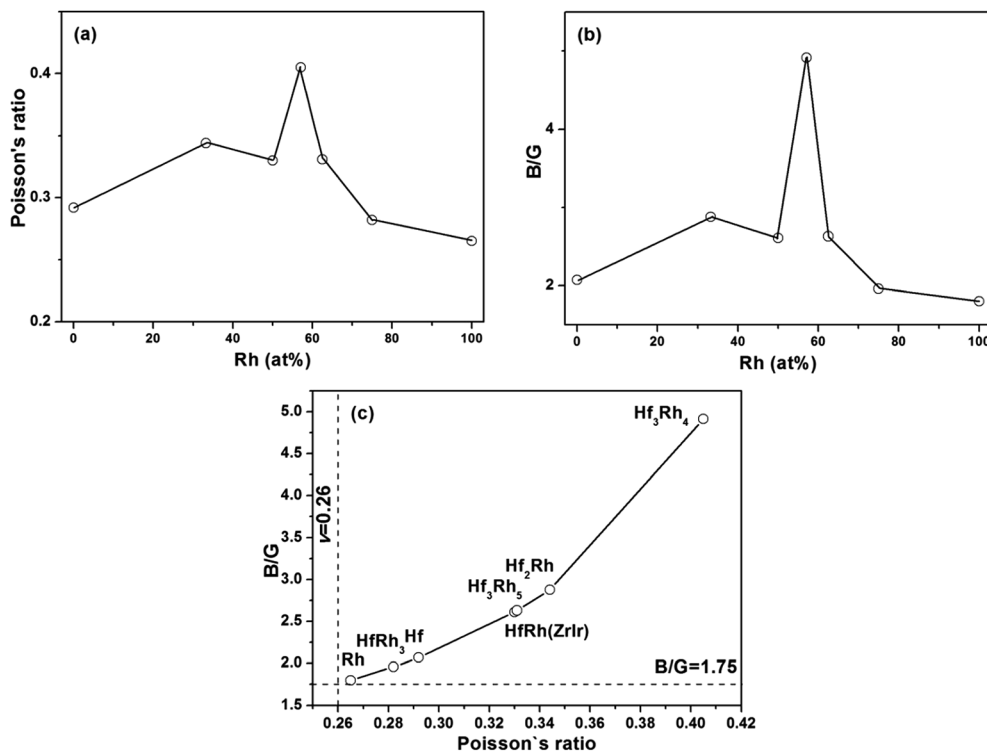 (a)
Poisson's ratio
0.4
0.3
0.2
0 20 40 60 80 100
Rh (at%)
(b)
B/G
4
2
0 20 40 60 80 100
Rh (at%)
(c)
B/G
5.0
4.5
4.0
3.5
3.0
2.5
2.0
1.5
ν=0.26
Hf₃Rh₄
Hf₂Rh
Hf₃Rh₅
HfRh(ZrIr)
HfRh₃
Hf
Rh
B/G=1.75
0.26 0.28 0.30 0.32 0.34 0.36 0.38 0.40 0.42
Poisson`s ratio